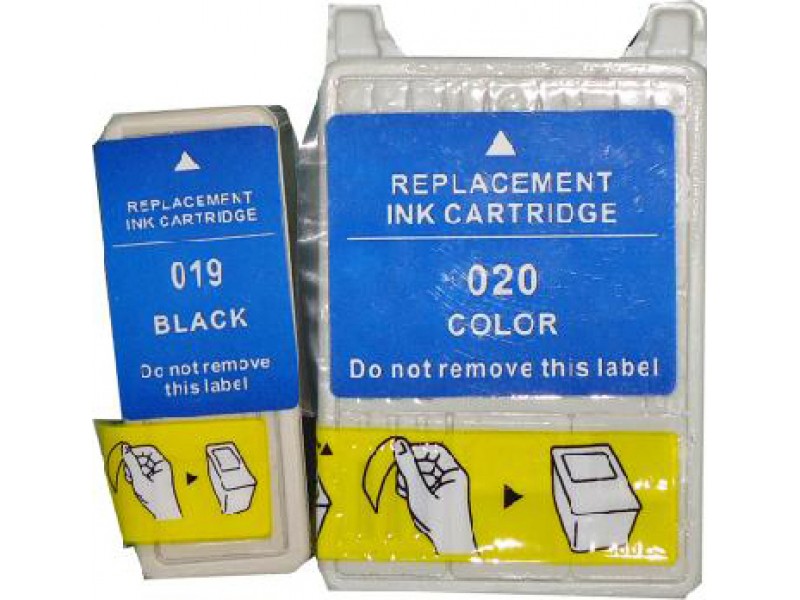 REPLACEMENT
INK CARTRIDGE
019
BLACK
Do not remove
this label
REPLACEMENT
INK CARTRIDGE
020
COLOR
Do not remove this label